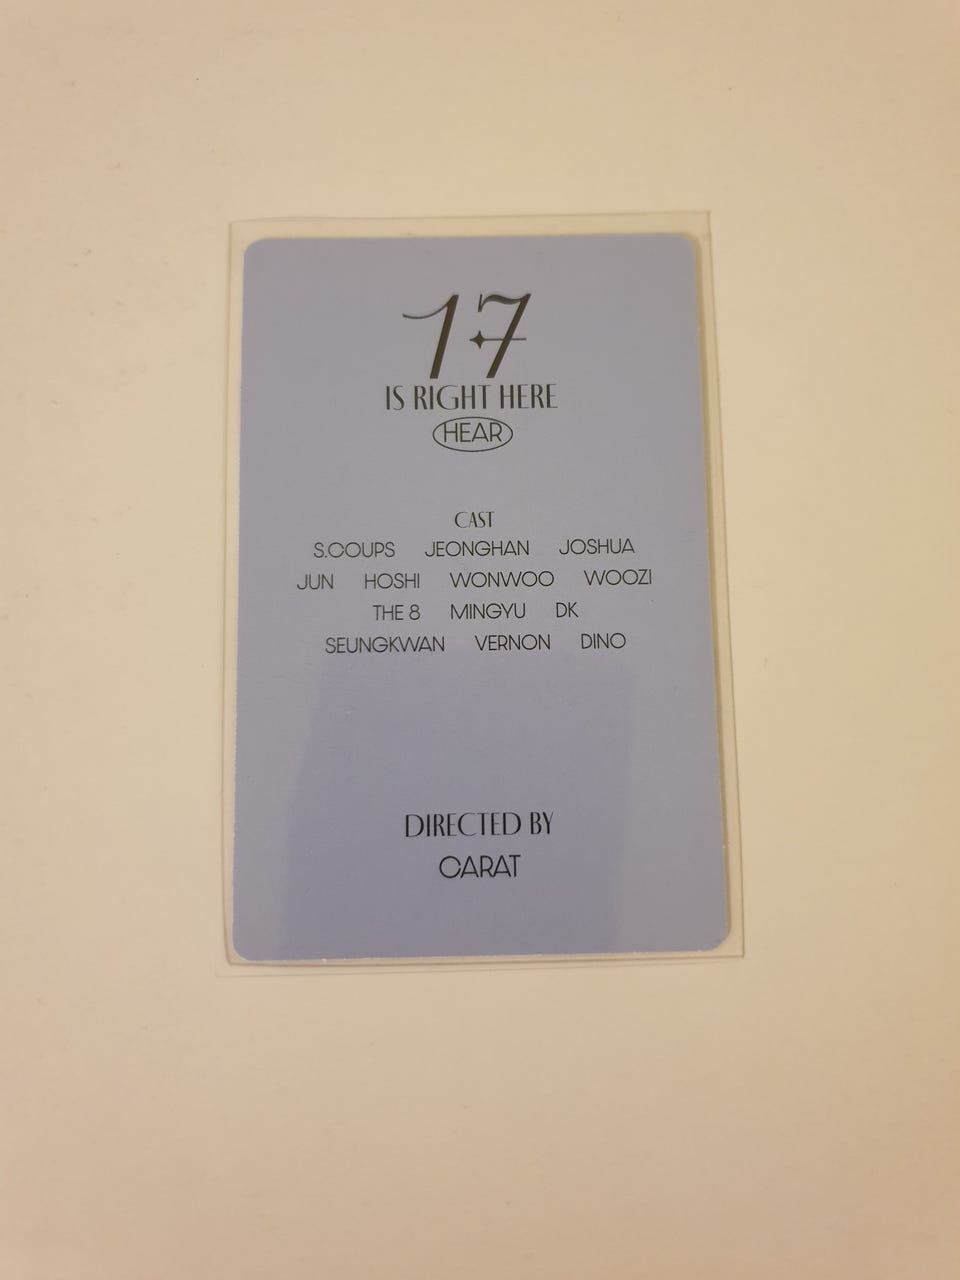 17
IS RIGHT HERE
HEAR
CAST
S.COUPS JEONGHAN JOSHUA
JUN HOSHI WONWOO WOOZI
THE 8 MINGYU DK
SEUNGKWAN VERNON DINO
DIRECTED BY
CARAT